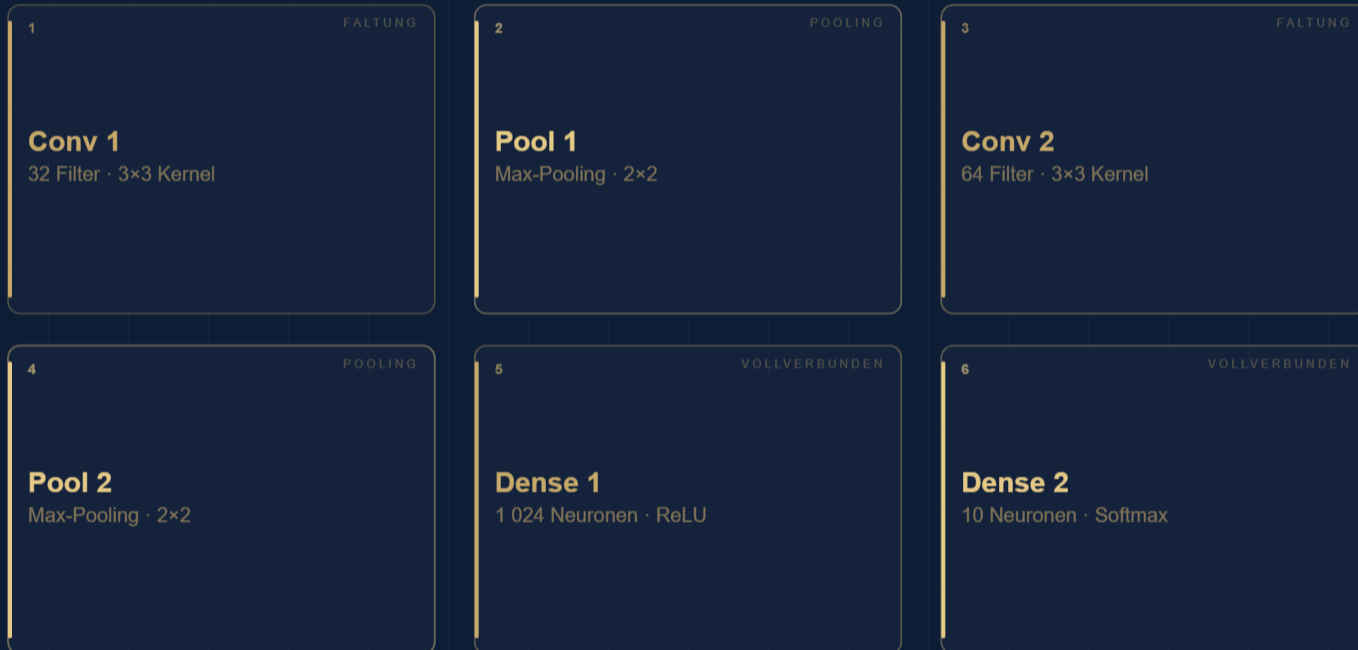 1
FALTUNG
Conv 1
32 Filter · 3×3 Kernel
2
POOLING
Pool 1
Max-Pooling · 2×2
3
FALTUNG
Conv 2
64 Filter · 3×3 Kernel
4
POOLING
Pool 2
Max-Pooling · 2×2
5
VOLLVERBUNDEN
Dense 1
1 024 Neuronen · ReLU
6
VOLLVERBUNDEN
Dense 2
10 Neuronen · Softmax